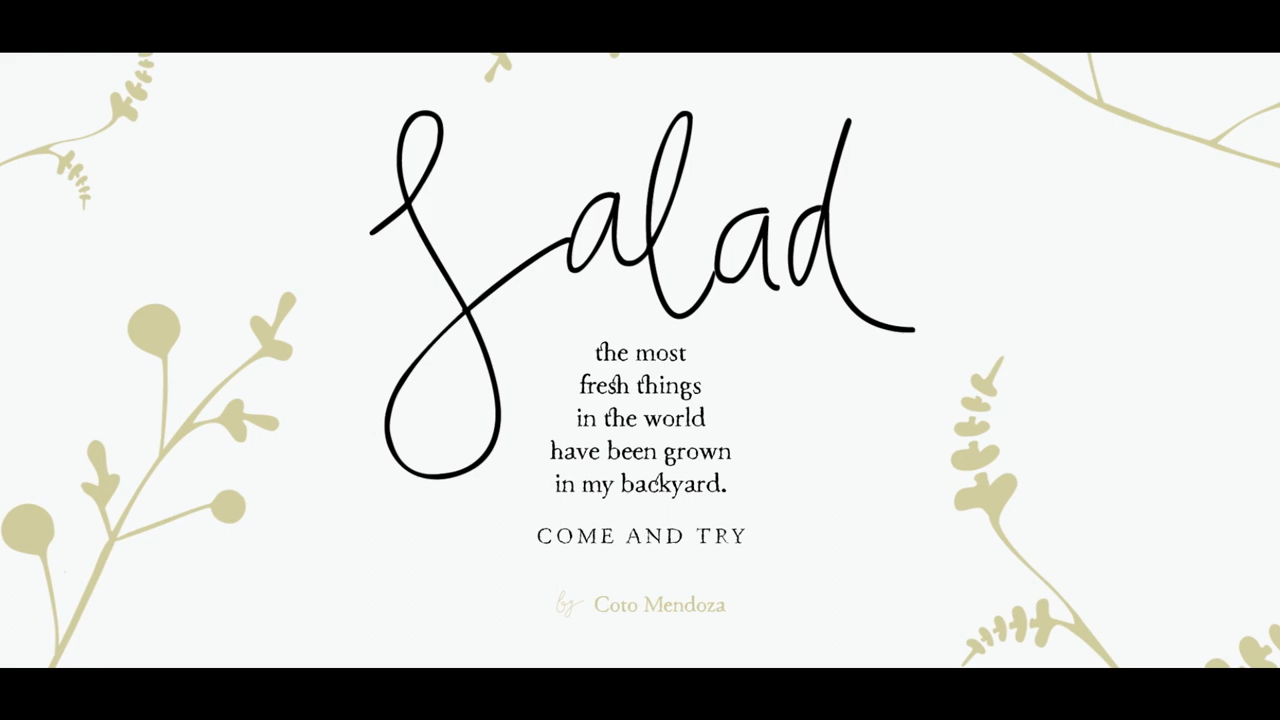 Salad
the most
fresh things
in the world
have been grown
in my backyard.
COME AND TRY
by Coto Mendoza